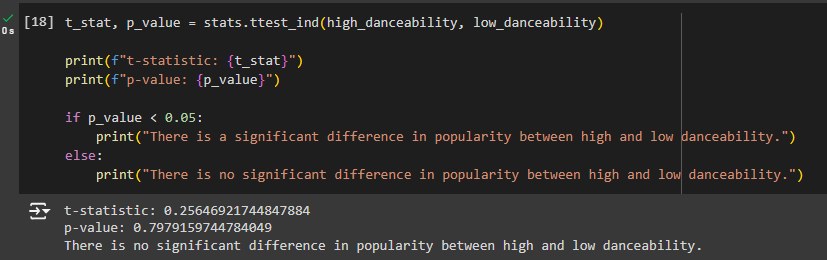 [18] t_stat, p_value = stats.ttest_ind(high_danceability, low_danceability)
0s
print(f"t-statistic: {t_stat}")
print(f"p-value: {p_value}")
if p_value < 0.05:
    print("There is a significant difference in popularity between high and low danceability.")
else:
    print("There is no significant difference in popularity between high and low danceability.")
t-statistic: 0.25646921744847884
p-value: 0.7979159744784049
There is no significant difference in popularity between high and low danceability.